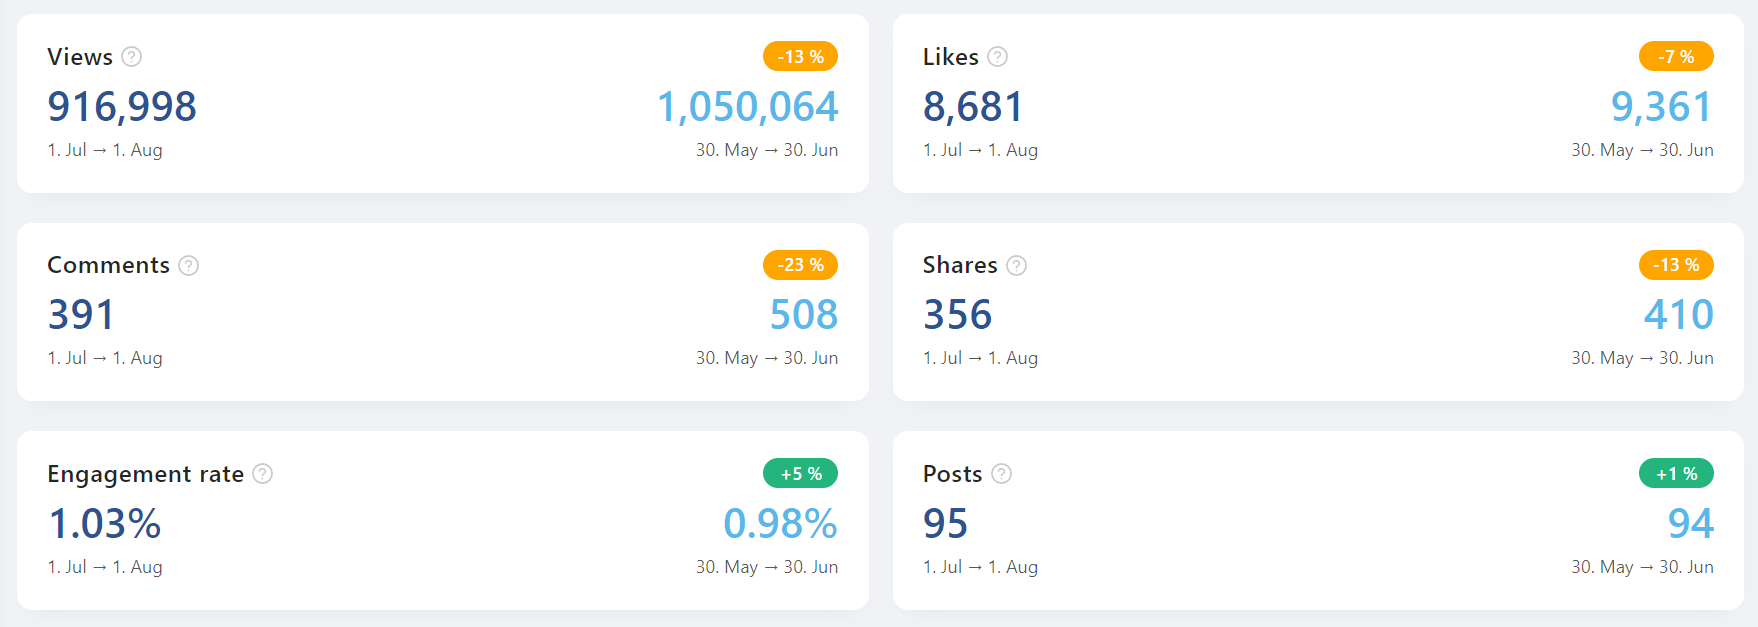 Views ?
-13 %
916,998
1,050,064
1. Jul → 1. Aug
30. May → 30. Jun
Likes ?
-7 %
8,681
9,361
1. Jul → 1. Aug
30. May → 30. Jun
Comments ?
-23 %
391
508
1. Jul → 1. Aug
30. May → 30. Jun
Shares ?
-13 %
356
410
1. Jul → 1. Aug
30. May → 30. Jun
Engagement rate ?
+5 %
1.03%
0.98%
1. Jul → 1. Aug
30. May → 30. Jun
Posts ?
+1 %
95
94
1. Jul → 1. Aug
30. May → 30. Jun